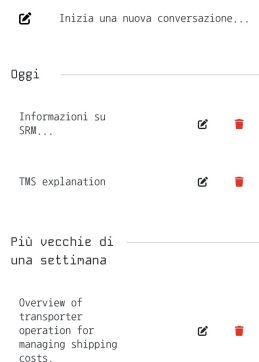 Inizia una nuova conversazione...
Oggi
Informazioni su
SRM...
TMS explanation
Più vecchie di
una settimana
Overview of
transporter
operation for
managing shipping
costs.